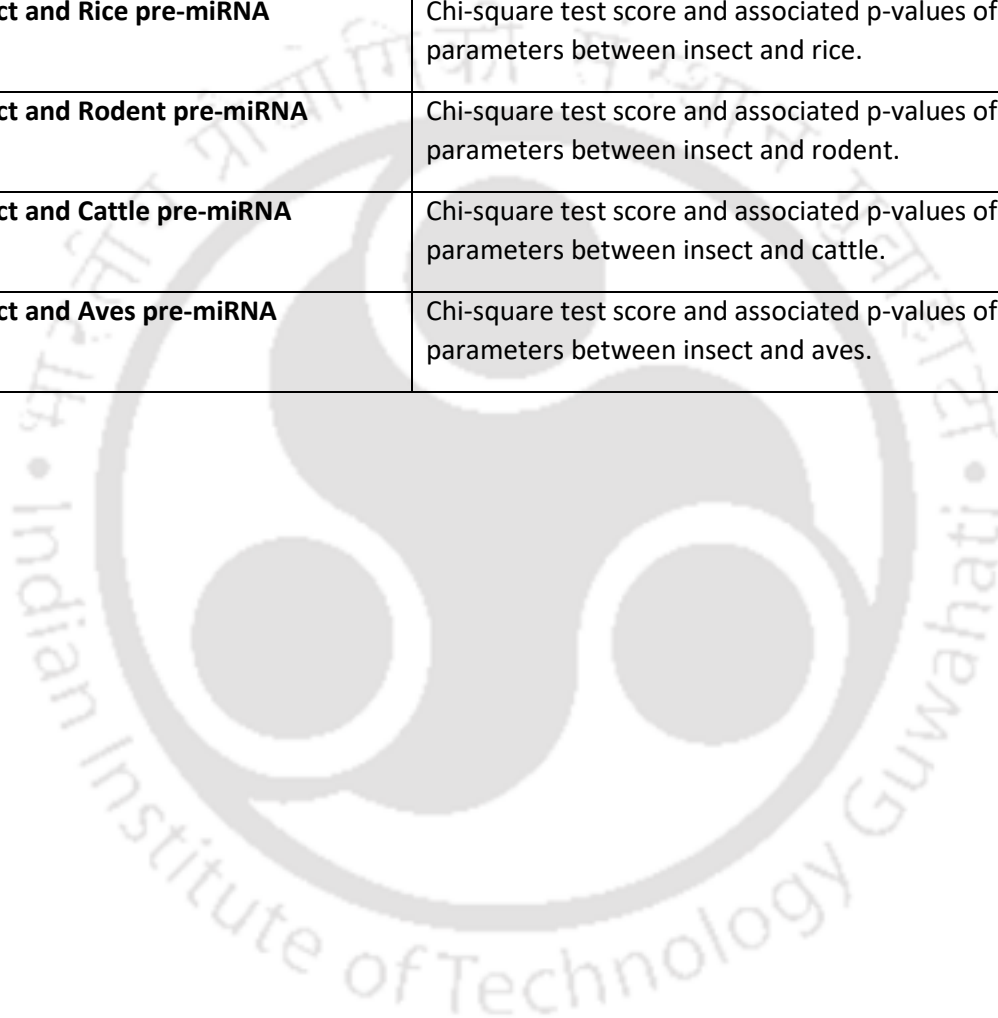 ct and Rice pre-miRNA
Chi-square test score and associated p-values of
parameters between insect and rice.
ct and Rodent pre-miRNA
Chi-square test score and associated p-values of
parameters between insect and rodent.
ct and Cattle pre-miRNA
Chi-square test score and associated p-values of
parameters between insect and cattle.
ct and Aves pre-miRNA
Chi-square test score and associated p-values of
parameters between insect and aves.
Indian Institute of Technology Guwahati